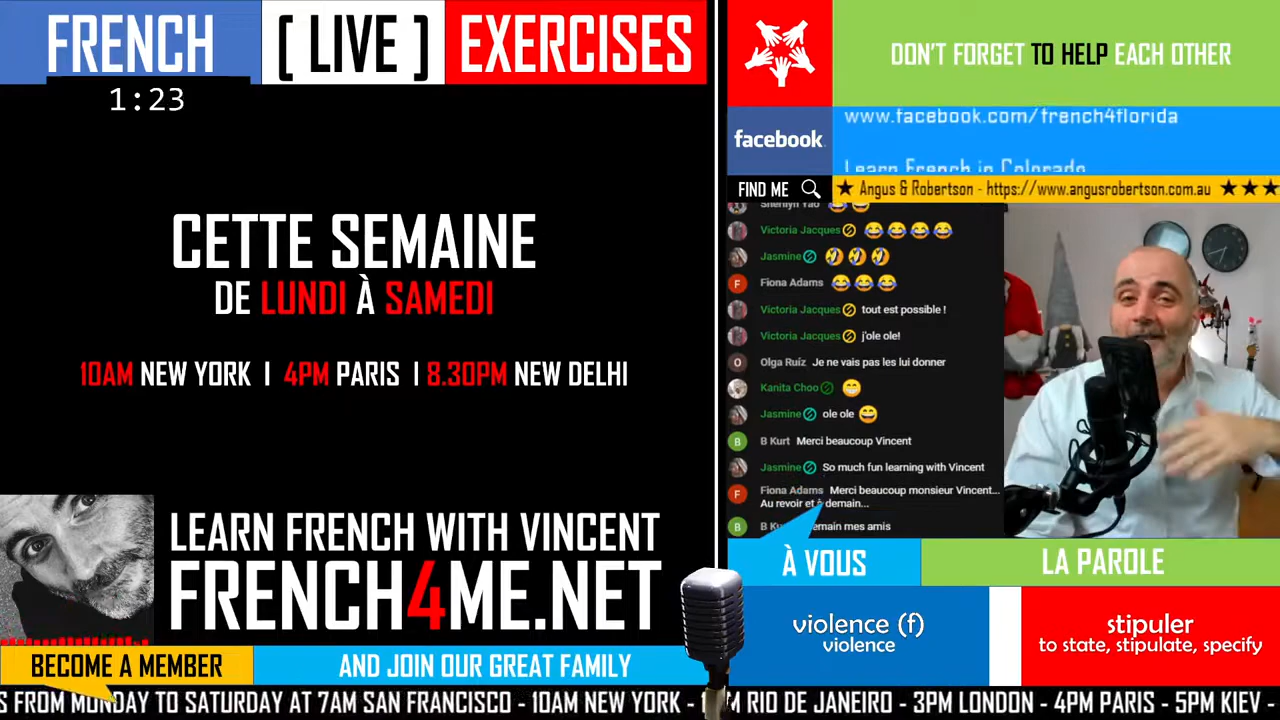 FRENCH
[ LIVE ]
EXERCISES
1:23
CETTE SEMAINE
DE LUNDI À SAMEDI
10AM NEW YORK | 4PM PARIS | 8.30PM NEW DELHI
LEARN FRENCH WITH VINCENT
FRENCH4ME.NET
BECOME A MEMBER
AND JOIN OUR GREAT FAMILY
DON'T FORGET TO HELP EACH OTHER
facebook
www.facebook.com/french4florida
Learn French in Colorado
FIND ME
★ Angus & Robertson - https://www.angusrobertson.com.au ★★★
Sherilyn Yao 😂😂
Victoria Jacques 😂😂😂😂
Jasmine 🤣🤣🤣
F Fiona Adams 😂😂😂
Victoria Jacques tout est possible !
Victoria Jacques j'ole ole!
O Olga Ruíz Je ne vais pas les lui donner
Kanita Choo 😁
Jasmine ole ole 😄
B B Kurt Merci beaucoup Vincent
Jasmine So much fun learning with Vincent
F Fiona Adams Merci beaucoup monsieur Vincent...
Au revoir et à demain...
B B Ku emain mes amis
À VOUS
LA PAROLE
violence (f)
violence
stipuler
to state, stipulate, specify
S FROM MONDAY TO SATURDAY AT 7AM SAN FRANCISCO - 10AM NEW YORK - M RIO DE JANEIRO - 3PM LONDON - 4PM PARIS - 5PM KIEV -